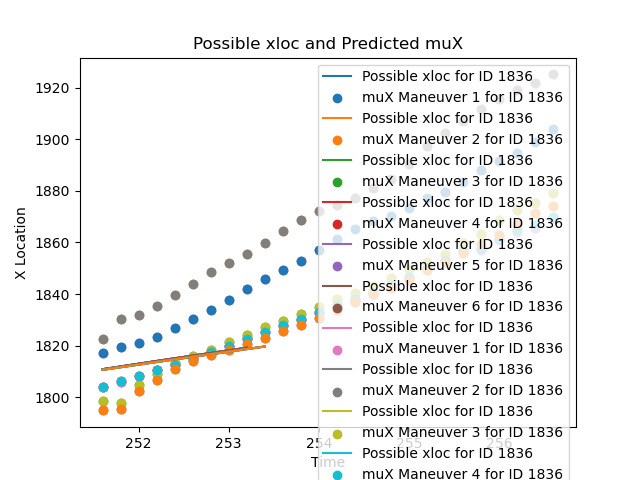 Possible xloc and Predicted muX
1920
1900
1880
1860
1840
1820
1800
X Location
252
253
254
255
256
Time
Possible xloc for ID 1836
muX Maneuver 1 for ID 1836
Possible xloc for ID 1836
muX Maneuver 2 for ID 1836
Possible xloc for ID 1836
muX Maneuver 3 for ID 1836
Possible xloc for ID 1836
muX Maneuver 4 for ID 1836
Possible xloc for ID 1836
muX Maneuver 5 for ID 1836
Possible xloc for ID 1836
muX Maneuver 6 for ID 1836
Possible xloc for ID 1836
muX Maneuver 1 for ID 1836
Possible xloc for ID 1836
muX Maneuver 2 for ID 1836
Possible xloc for ID 1836
muX Maneuver 3 for ID 1836
Possible xloc for ID 1836
muX Maneuver 4 for ID 1836